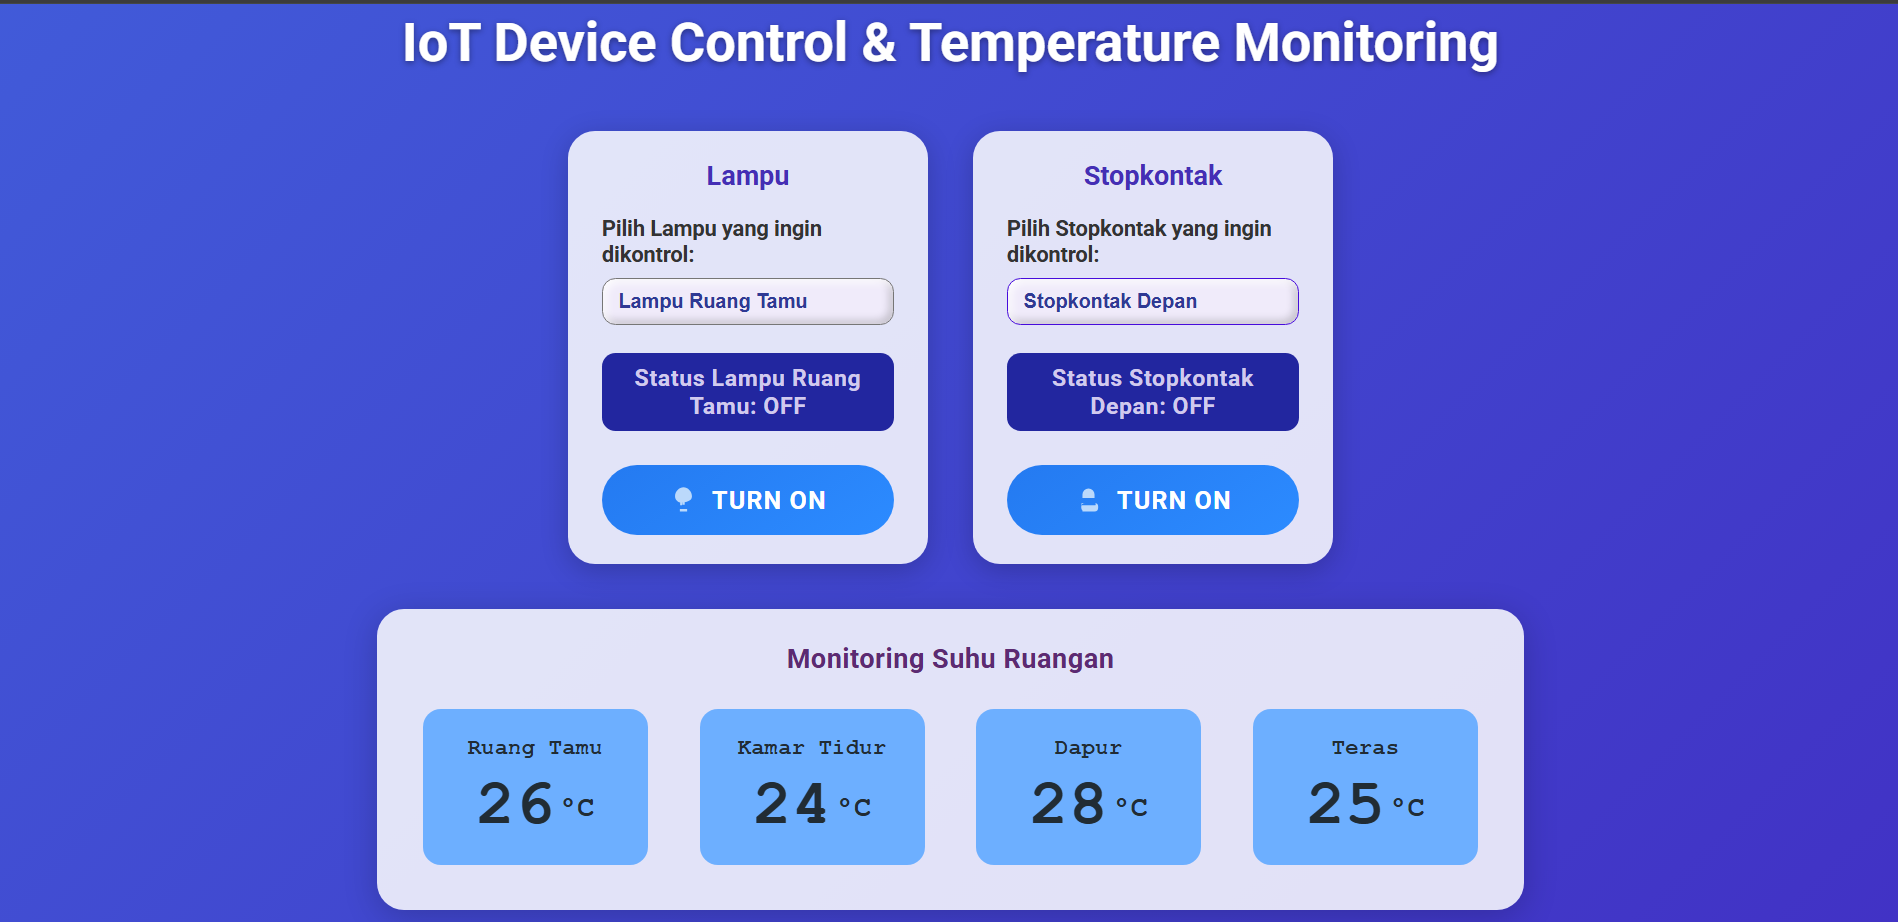 IoT Device Control & Temperature Monitoring
Lampu
Pilih Lampu yang ingin
dikontrol:
Lampu Ruang Tamu
Status Lampu Ruang
Tamu: OFF
TURN ON
Stopkontak
Pilih Stopkontak yang ingin
dikontrol:
Stopkontak Depan
Status Stopkontak
Depan: OFF
TURN ON
Monitoring Suhu Ruangan
Ruang Tamu
26 °C
Kamar Tidur
24 °C
Dapur
28 °C
Teras
25 °C